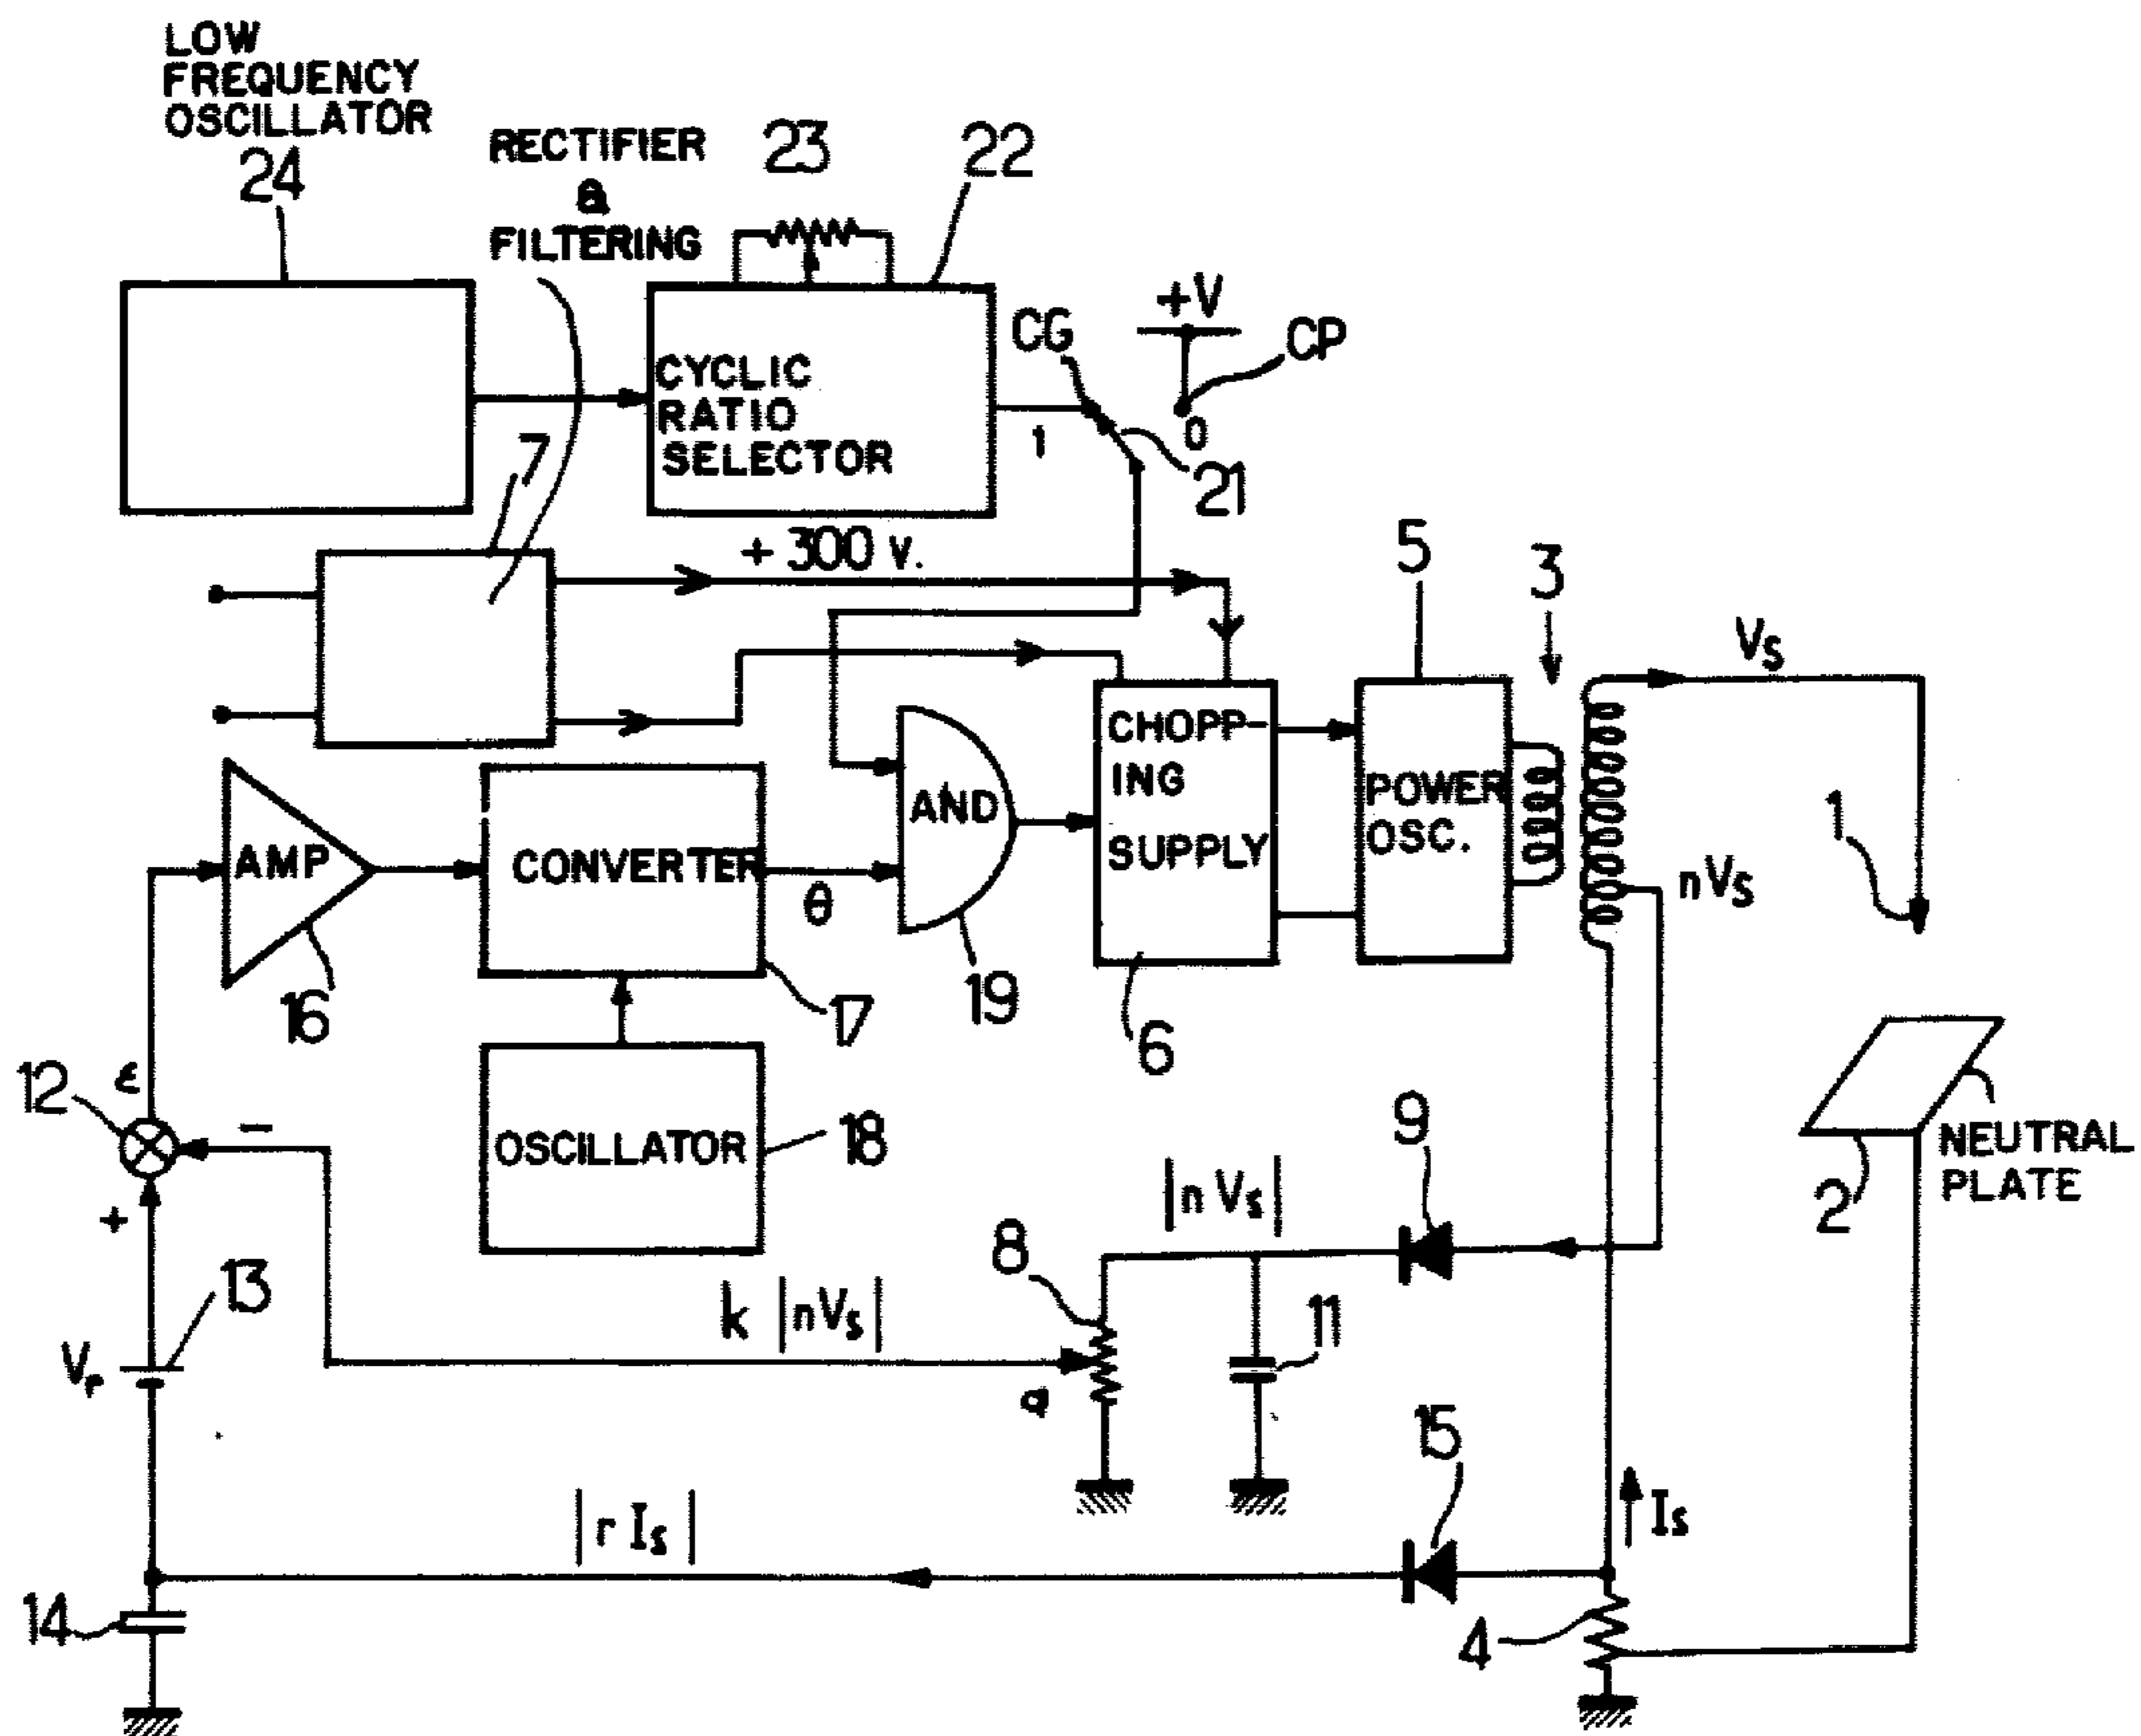 LOW
FREQUENCY
OSCILLATOR
24
RECTIFIER
&
FILTERING
23
22
CYCLIC
RATIO
SELECTOR
CG
+V
CP
1
0
21
7
+ 300 v.
5
3
VS
AMP
CONVERTER
θ
AND
CHOPP-
ING
SUPPLY
POWER
OSC.
nVS
1
16
17
19
6
12
ε
−
+
OSCILLATOR
18
9
NEUTRAL
PLATE
2
|n Vs|
8
13
k |nVs|
11
Vr
a
15
|r Is|
Is
14
4